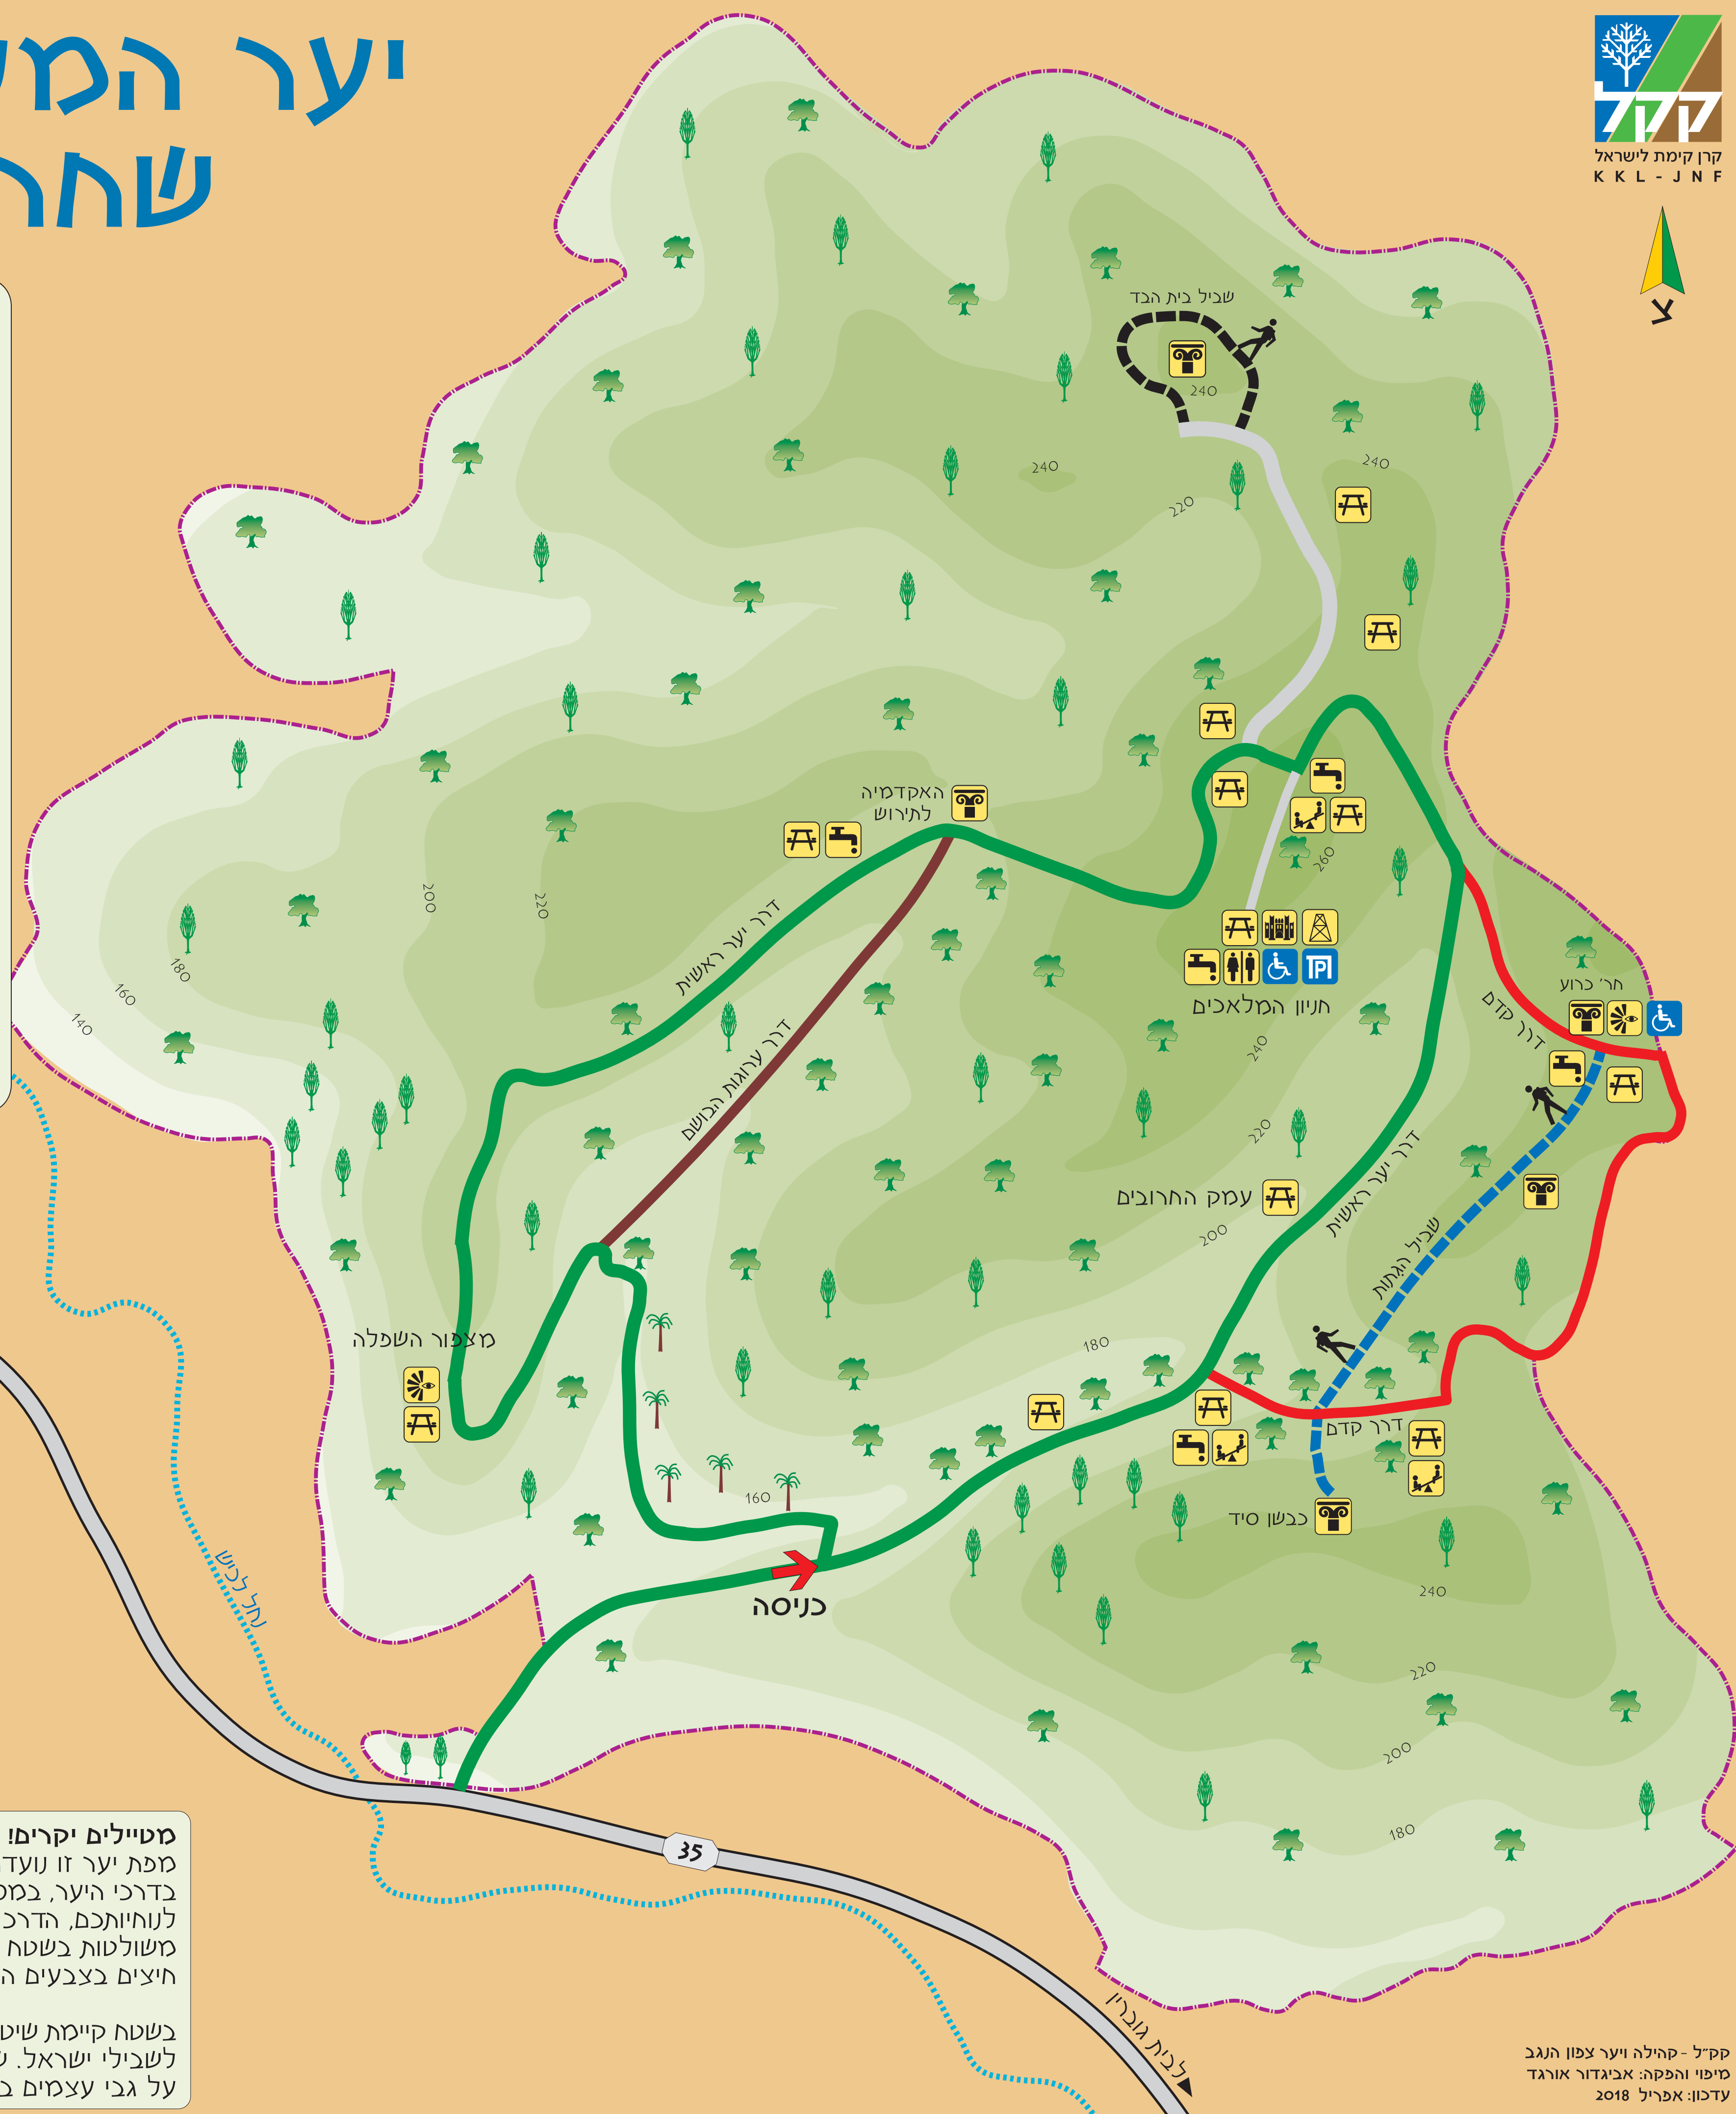 יער
שחר
קק"ל
קרן קימת לישראל
KKL-JNF
צ
שביל בית הבד
240
240
240
220
האקדמיה
לתירוש
260
200
220
דרך יער ראשית
180
160
140
חניון המלאכים
חר' כרוע
דרך קדם
דרך ערוגות הבושם
240
220
דרך יער ראשית
עמק החרובים
200
שביל הגתות
מצפור השפלה
180
דרך קדם
160
כבשן סיד
כניסה
240
נחל לכיש
220
200
180
35
מטיילים יקרים!
מפת יער זו נועד
בדרכי היער, במס
לנוחיותכם, הדרכ
משולטות בשטח
חיצים בצבעים ה
בשטח קיימת שיט
לשבילי ישראל.
על גבי עצמים ב
לבית גוברין
קק"ל - קהילה ויער צפון הנגב
מיפוי והפקה: אביגדור אורגד
עדכון: אפריל 2018